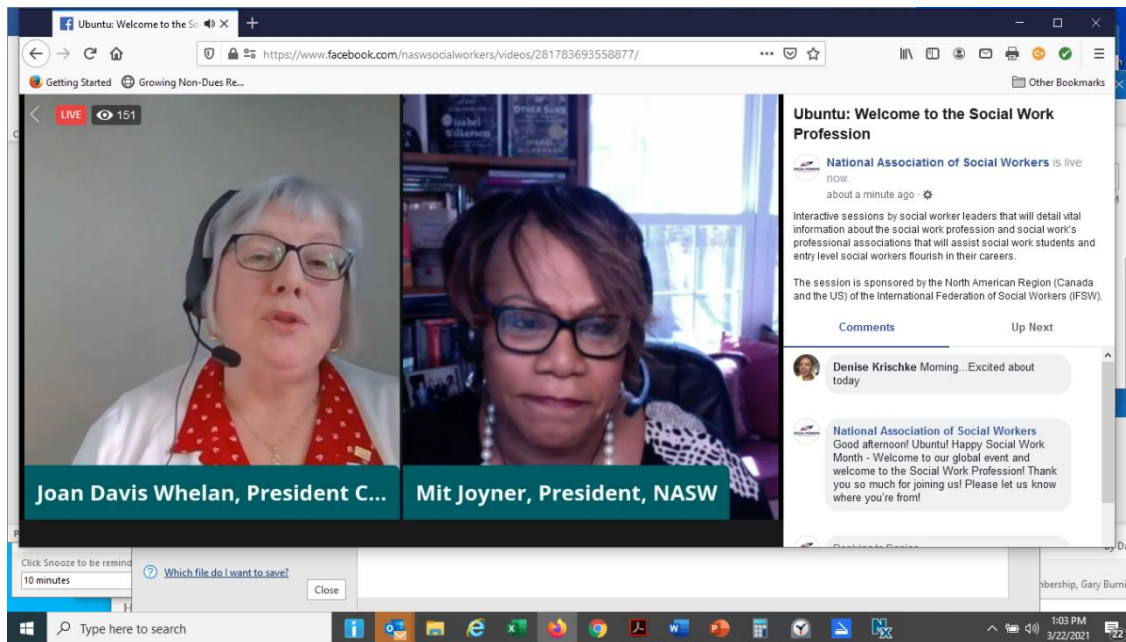 Ubuntu: Welcome to the So
https://www.facebook.com/naswsocialworkers/videos/281783693558877/
Getting Started
Growing Non-Dues Re...
Other Bookmarks
LIVE
151
Isabel
Wilkerson
OTHER SUNS
Joan Davis Whelan, President C...
Mit Joyner, President, NASW
Ubuntu: Welcome to the Social Work
Profession
National Association of Social Workers is live
now.
about a minute ago ·
Interactive sessions by social worker leaders that will detail vital
information about the social work profession and social work's
professional associations that will assist social work students and
entry level social workers flourish in their careers.
The session is sponsored by the North American Region (Canada
and the US) of the International Federation of Social Workers (IFSW).
Comments
Up Next
Denise Krischke Morning...Excited about
today
National Association of Social Workers
Good afternoon! Ubuntu! Happy Social Work
Month - Welcome to our global event and
welcome to the Social Work Profession! Thank
you so much for joining us! Please let us know
where you're from!
Click Snooze to be remind
10 minutes
Which file do I want to save?
Close
mbership, Gary Burni
Type here to search
1:03 PM
3/22/2021
22